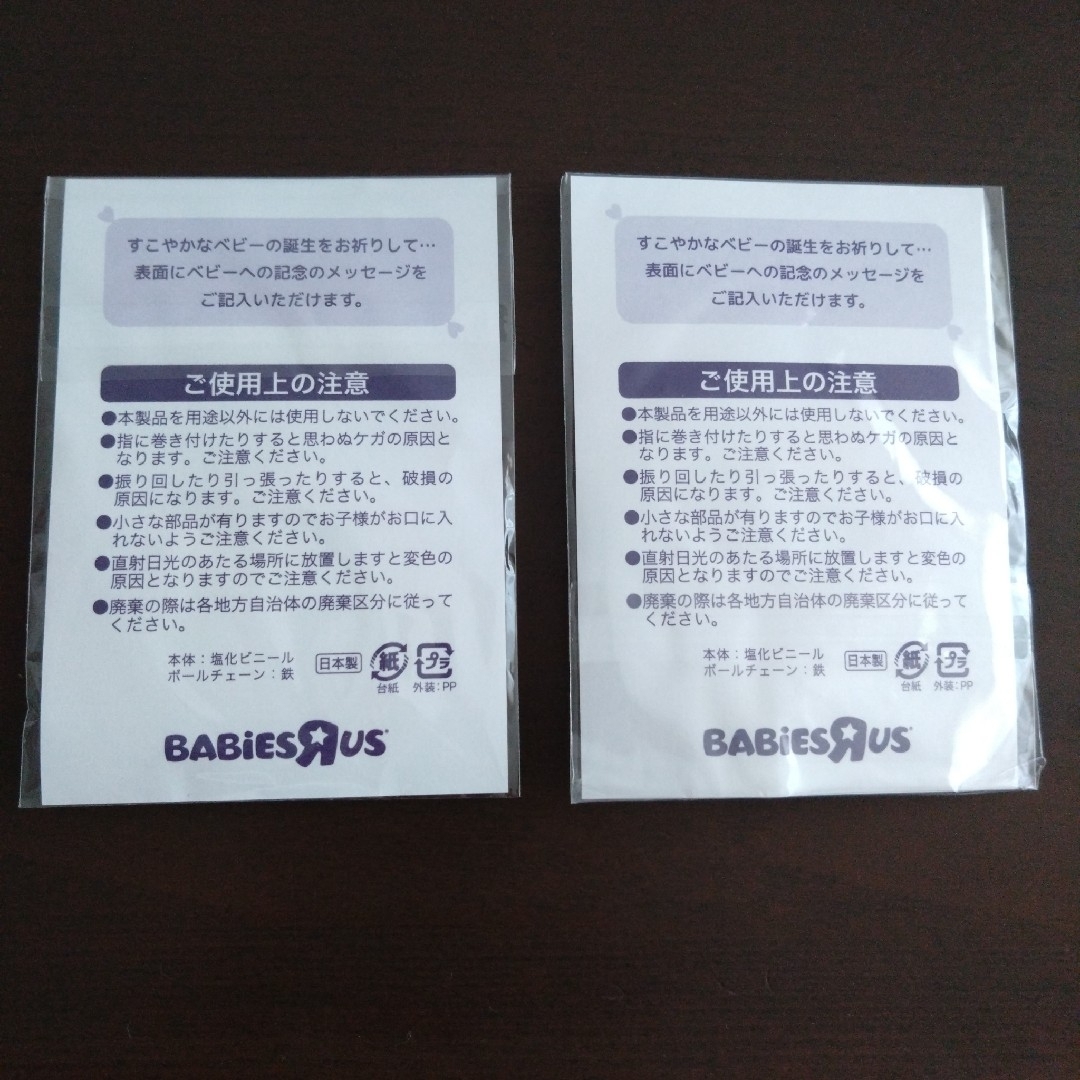 すこやかなベビーの誕生をお祈りして…
表面にベビーへの記念のメッセージを
ご記入いただけます。
ご使用上の注意
●本製品を用途以外には使用しないでください。
●指に巻き付けたりすると思わぬケガの原因と
なります。ご注意ください。
●振り回したり引っ張ったりすると、破損の
原因になります。ご注意ください。
●小さな部品が有りますのでお子様がお口に入
れないようご注意ください。
●直射日光のあたる場所に放置しますと変色の
原因となりますのでご注意ください。
●廃棄の際は各地方自治体の廃棄区分に従って
ください。
本体：塩化ビニール
ボールチェーン：鉄
日本製
紙
台紙
プラ
外装：PP
BABiESЯUS
すこやかなベビーの誕生をお祈りして…
表面にベビーへの記念のメッセージを
ご記入いただけます。
ご使用上の注意
●本製品を用途以外には使用しないでください。
●指に巻き付けたりすると思わぬケガの原因と
なります。ご注意ください。
●振り回したり引っ張ったりすると、破損の
原因になります。ご注意ください。
●小さな部品が有りますのでお子様がお口に入
れないようご注意ください。
●直射日光のあたる場所に放置しますと変色の
原因となりますのでご注意ください。
●廃棄の際は各地方自治体の廃棄区分に従って
ください。
本体：塩化ビニール
ボールチェーン：鉄
日本製
紙
台紙
プラ
外装：PP
BABiESЯUS